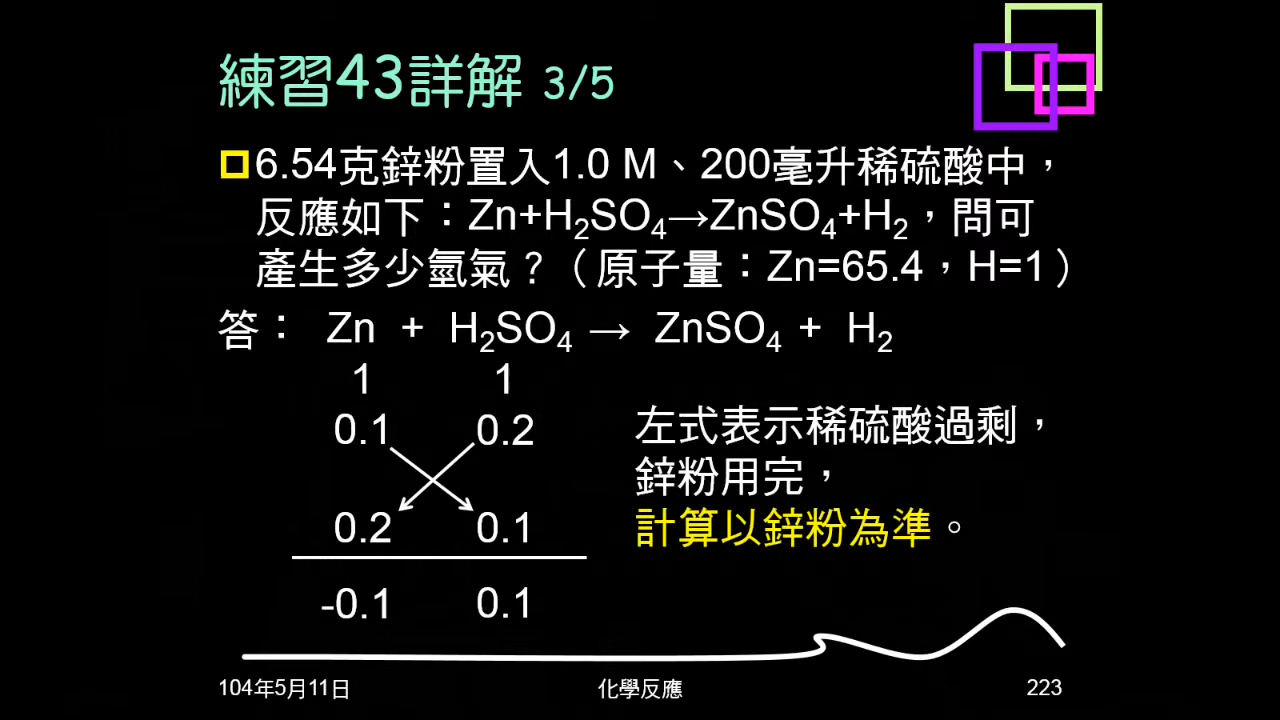 練習43詳解 3/5
6.54克鋅粉置入1.0 M、200毫升稀硫酸中，
反應如下：Zn+H₂SO₄→ZnSO₄+H₂，問可
產生多少氫氣？（原子量：Zn=65.4，H=1）
答： Zn + H₂SO₄ → ZnSO₄ + H₂
1 1
0.1 0.2
左式表示稀硫酸過剩，
鋅粉用完，
0.2 0.1
計算以鋅粉為準。
-0.1 0.1
104年5月11日 化學反應 223